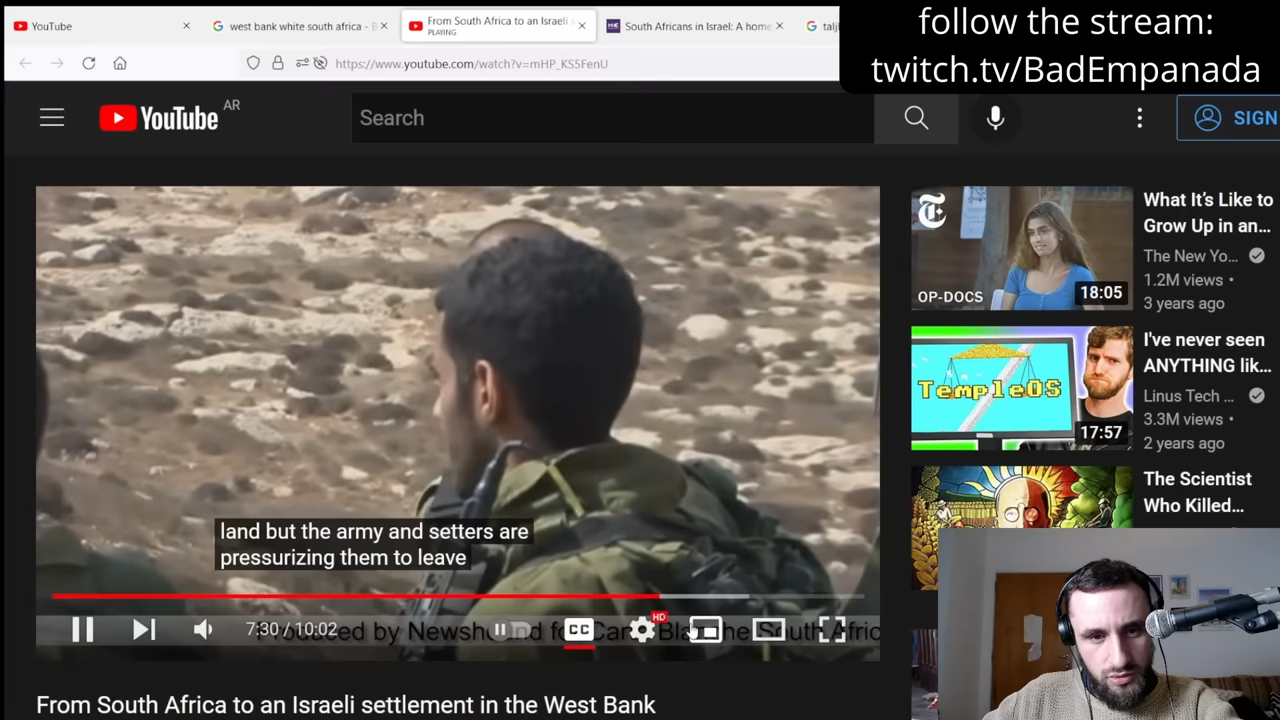 YouTube
west bank white south africa - B
From South Africa to an Israeli s
PLAYING
South Africans in Israel: A home
talj
follow the stream:
twitch.tv/BadEmpanada
https://www.youtube.com/watch?v=mHP_KS5FenU
YouTube AR
Search
SIGN
land but the army and setters are
pressurizing them to leave
7:30 / 10:02
CC
HD
From South Africa to an Israeli settlement in the West Bank
OP-DOCS
18:05
What It's Like to
Grow Up in an...
The New Yo...
1.2M views •
3 years ago
TempleOS
17:57
I've never seen
ANYTHING lik...
Linus Tech ...
3.3M views •
2 years ago
The Scientist
Who Killed...